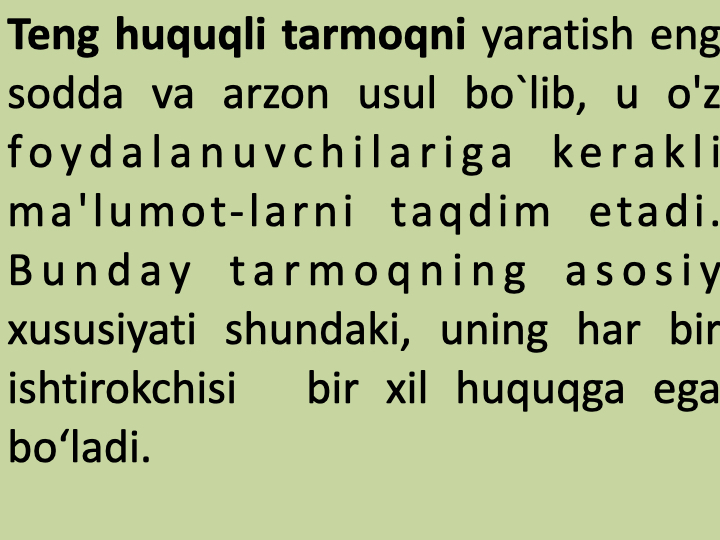 Teng huquqli tarmoqni yaratish eng
sodda va arzon usul bo`lib, u o'z
foydalanuvchilariga kerakli
ma'lumot-larni taqdim etadi.
Bunday tarmoqning asosiy
xususiyati shundaki, uning har bir
ishtirokchisi bir xil huquqga ega
bo‘ladi.